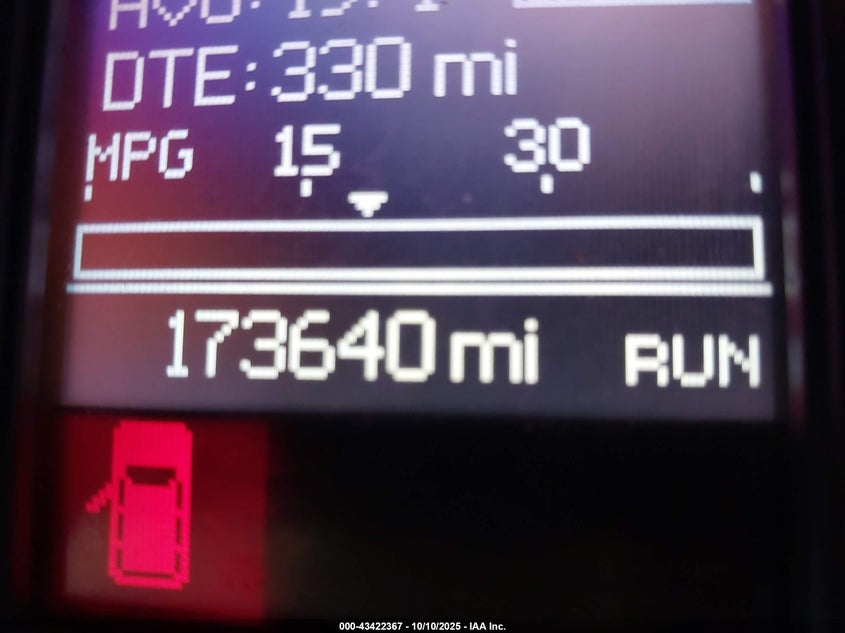 DTE: 330 mi
MPG 15 30
173640 mi RUN
000-43422367 - 10/10/2025 - IAA Inc.